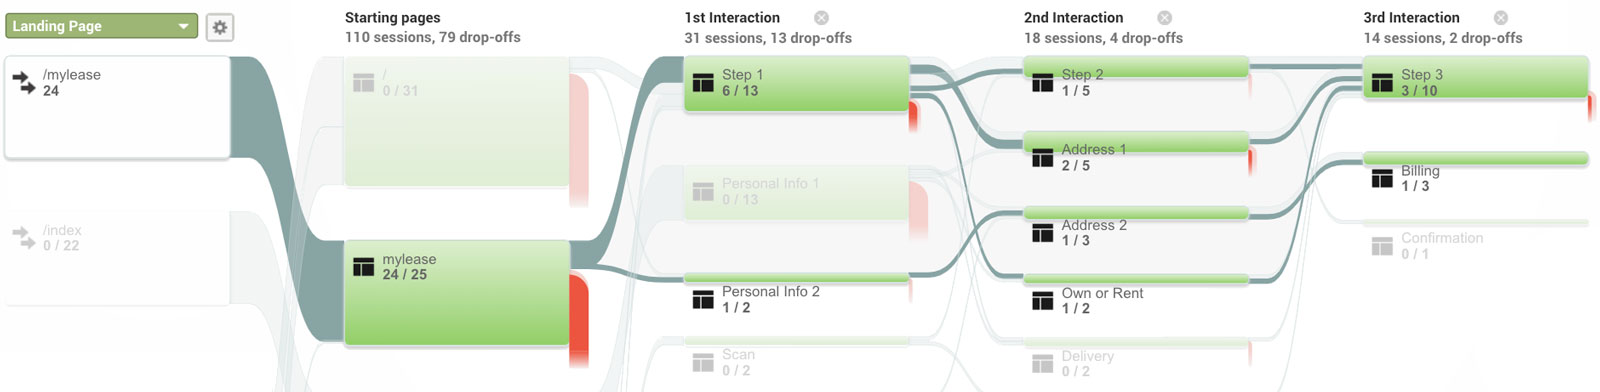 Landing Page
/mylease
24
/index
0 / 22
Starting pages
110 sessions, 79 drop-offs
/
0 / 31
mylease
24 / 25
1st Interaction
31 sessions, 13 drop-offs
Step 1
6 / 13
Personal Info 1
0 / 13
Personal Info 2
1 / 2
Scan
0 / 2
2nd Interaction
18 sessions, 4 drop-offs
Step 2
1 / 5
Address 1
2 / 5
Address 2
1 / 3
Own or Rent
1 / 2
Delivery
0 / 2
3rd Interaction
14 sessions, 2 drop-offs
Step 3
3 / 10
Billing
1 / 3
Confirmation
0 / 1